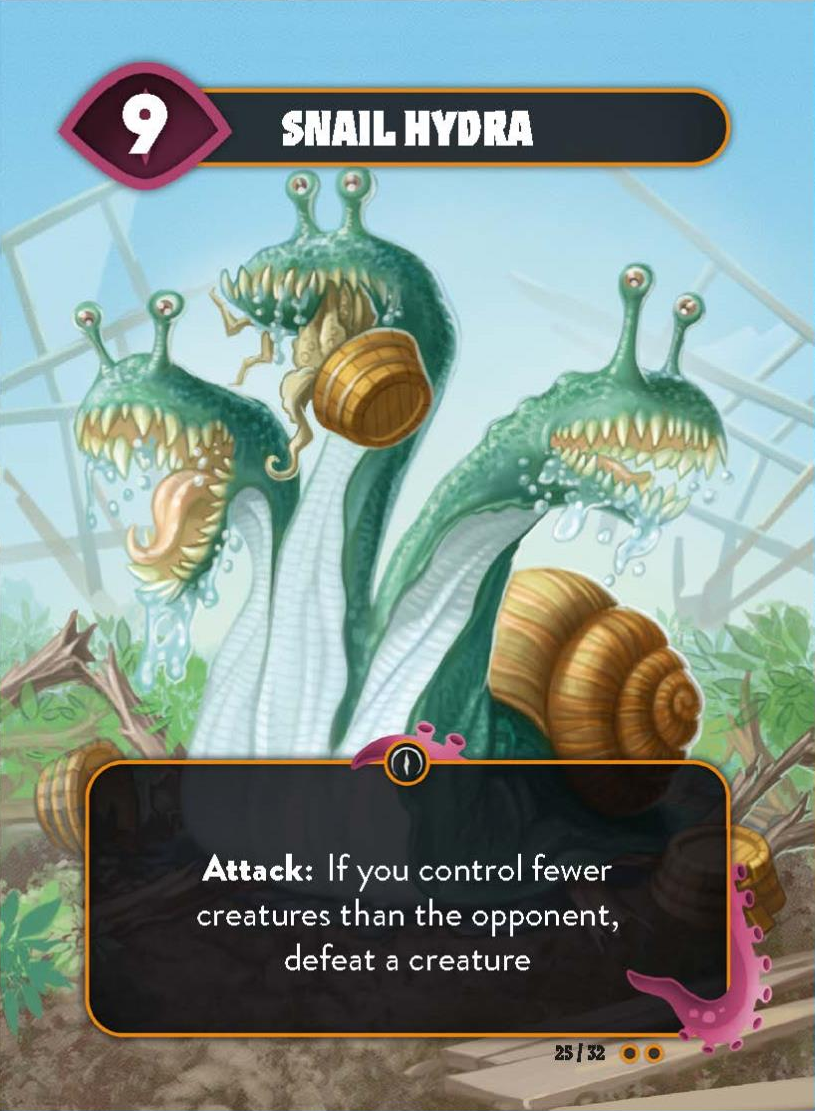 9
SNAIL HYDRA
Attack: If you control fewer
creatures than the opponent,
defeat a creature
25/32